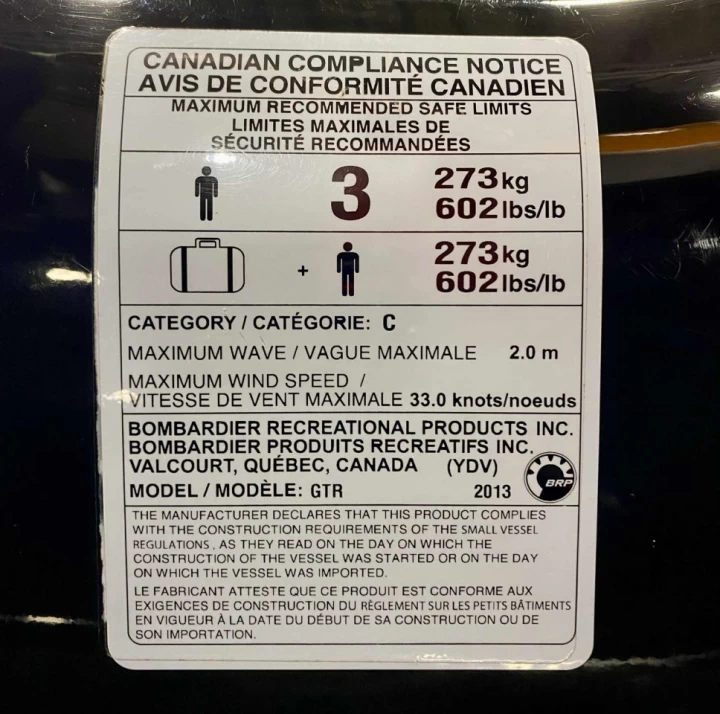 CANADIAN COMPLIANCE NOTICE
AVIS DE CONFORMITÉ CANADIEN
MAXIMUM RECOMMENDED SAFE LIMITS
LIMITES MAXIMALES DE
SÉCURITÉ RECOMMANDÉES
3 273kg
602 lbs/lb
+ 273kg
602 lbs/lb
CATEGORY / CATÉGORIE: C
MAXIMUM WAVE / VAGUE MAXIMALE 2.0 m
MAXIMUM WIND SPEED /
VITESSE DE VENT MAXIMALE 33.0 knots/noeuds
BOMBARDIER RECREATIONAL PRODUCTS INC.
BOMBARDIER PRODUITS RECREATIFS INC.
VALCOURT, QUÉBEC, CANADA (YDV)
BRP
MODEL / MODÈLE: GTR 2013
THE MANUFACTURER DECLARES THAT THIS PRODUCT COMPLIES
WITH THE CONSTRUCTION REQUIREMENTS OF THE SMALL VESSEL
REGULATIONS, AS THEY READ ON THE DAY ON WHICH THE
CONSTRUCTION OF THE VESSEL WAS STARTED OR ON THE DAY
ON WHICH THE VESSEL WAS IMPORTED.
LE FABRICANT ATTESTE QUE CE PRODUIT EST CONFORME AUX
EXIGENCES DE CONSTRUCTION DU RÈGLEMENT SUR LES PETITS BÂTIMENTS
EN VIGUEUR À LA DATE DU DÉBUT DE SA CONSTRUCTION OU DE
SON IMPORTATION.